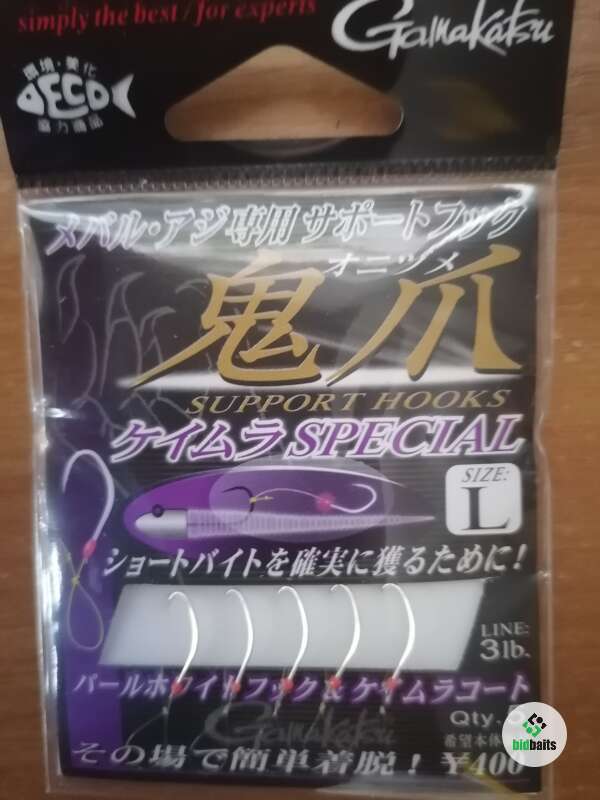 simply the best / for experts
Gamakatsu
環境・美化
ECO
協力商品
メバル・アジ専用サポートフック
オニヅメ
鬼爪
SUPPORT HOOKS
ケイムラSPECIAL
SIZE:
L
ショートバイトを確実に獲るために!
LINE:
3lb.
パールホワイトフック&ケイムラコート
Gamakatsu
Qty.
bidbaits
希望本体
その場で簡単着脱! ¥400